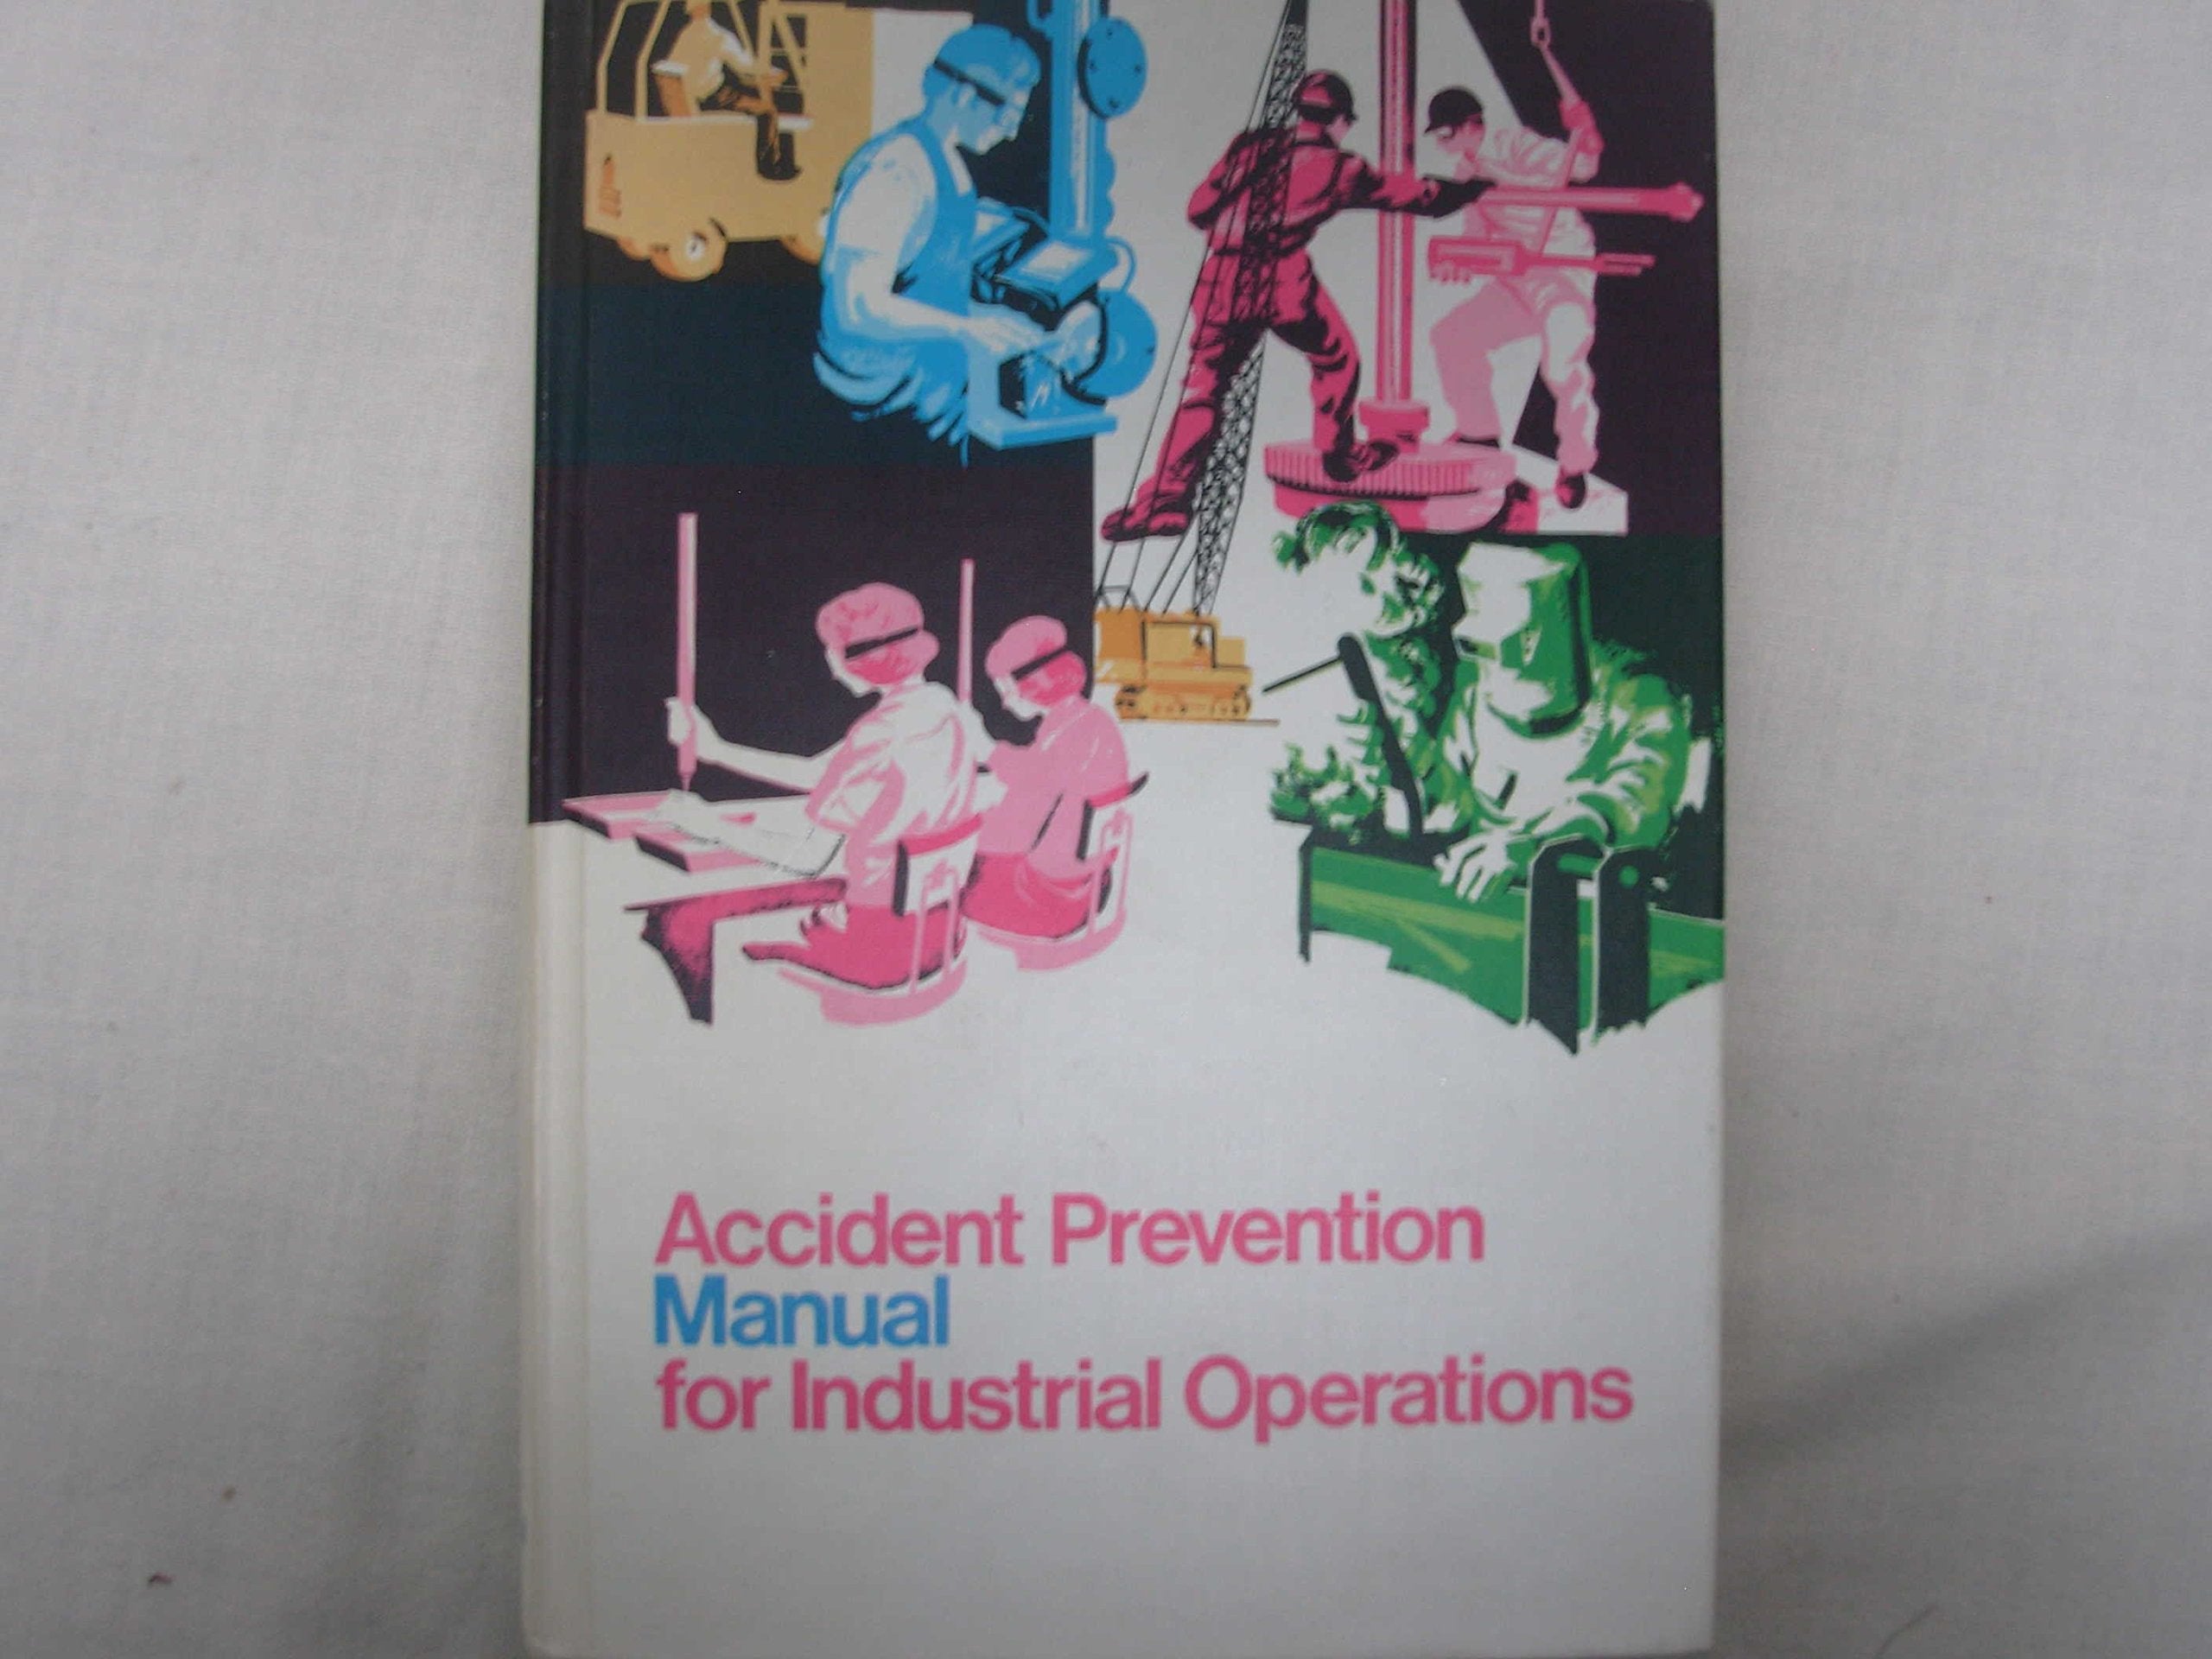 Accident Prevention
Manual
for Industrial Operations